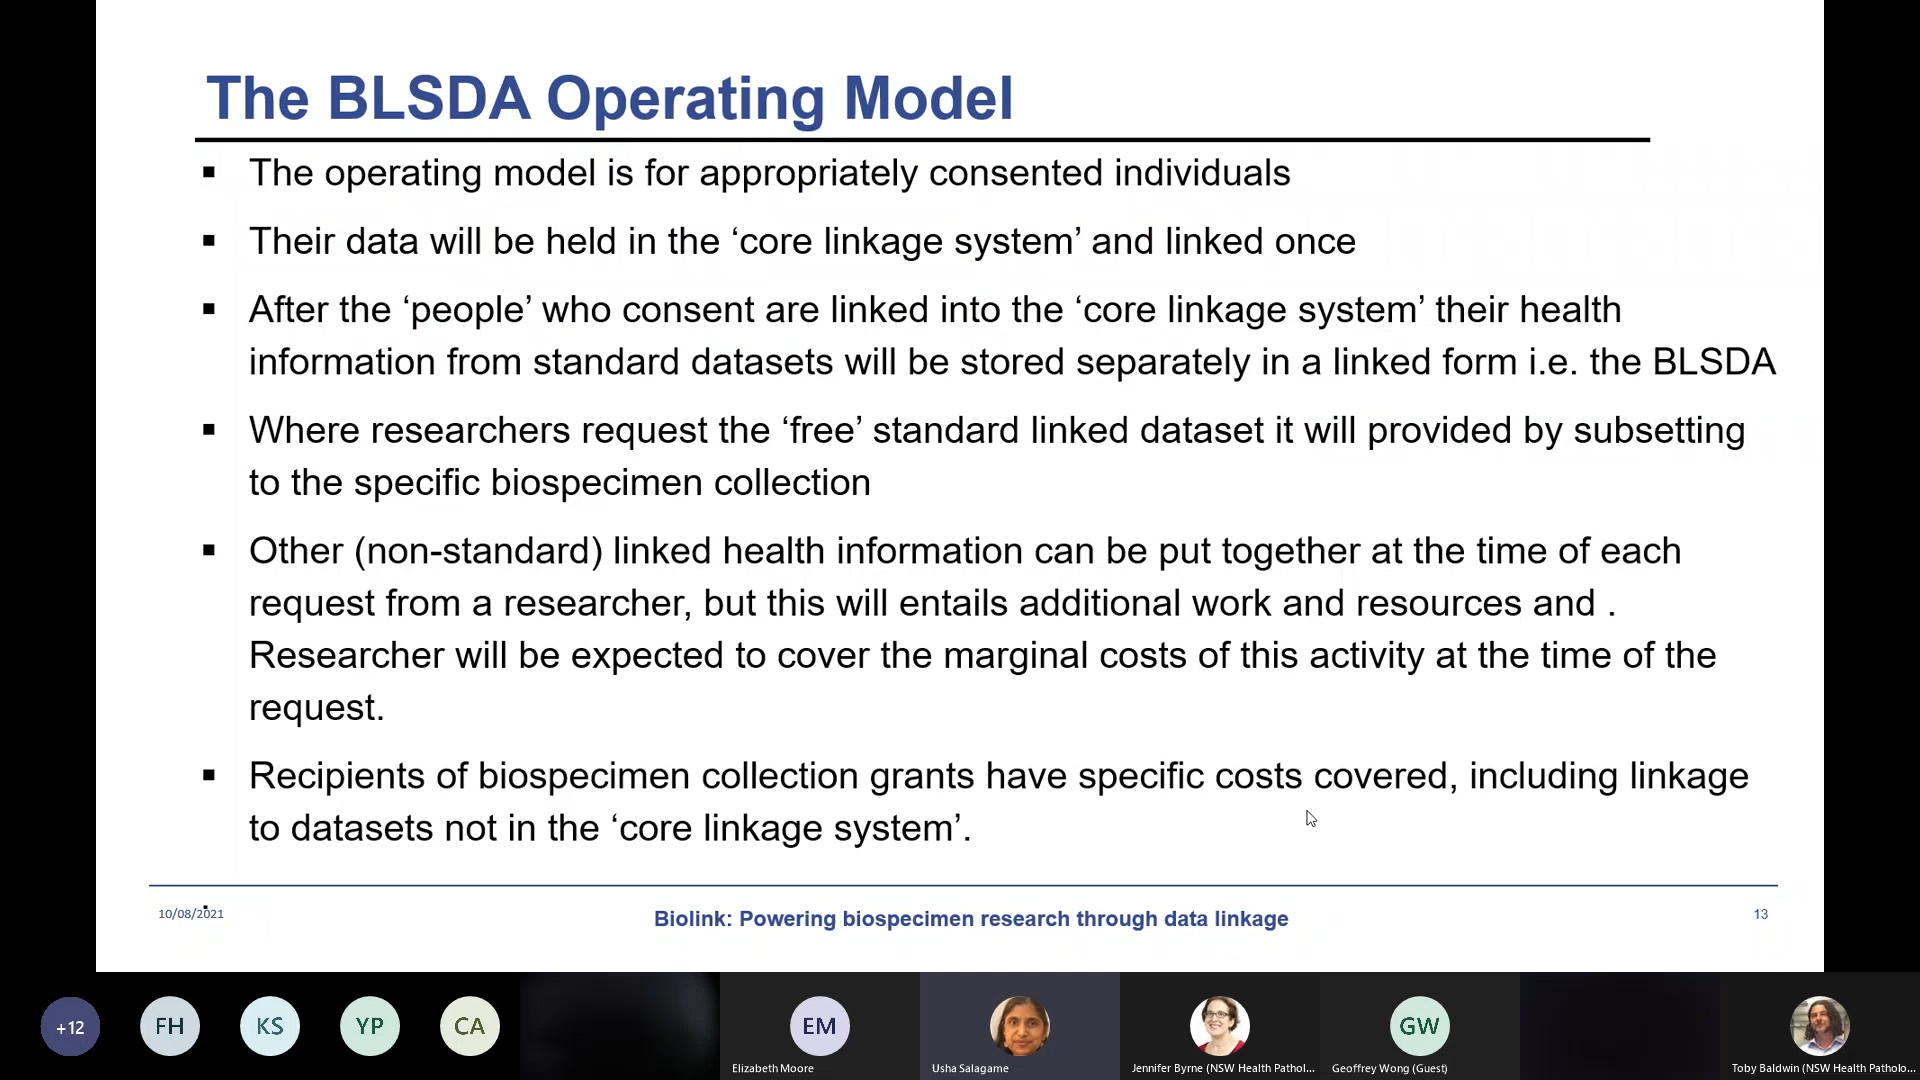 The BLSDA Operating Model
▪ The operating model is for appropriately consented individuals
▪ Their data will be held in the ‘core linkage system’ and linked once
▪ After the ‘people’ who consent are linked into the ‘core linkage system’ their health
information from standard datasets will be stored separately in a linked form i.e. the BLSDA
▪ Where researchers request the ‘free’ standard linked dataset it will provided by subsetting
to the specific biospecimen collection
▪ Other (non-standard) linked health information can be put together at the time of each
request from a researcher, but this will entails additional work and resources and .
Researcher will be expected to cover the marginal costs of this activity at the time of the
request.
▪ Recipients of biospecimen collection grants have specific costs covered, including linkage
to datasets not in the ‘core linkage system’.
10/08/2021
Biolink: Powering biospecimen research through data linkage
13
+12
FH
KS
YP
CA
EM
GW
Elizabeth Moore
Usha Salagame
Jennifer Byrne (NSW Health Pathol...
Geoffrey Wong (Guest)
Toby Baldwin (NSW Health Patholo...